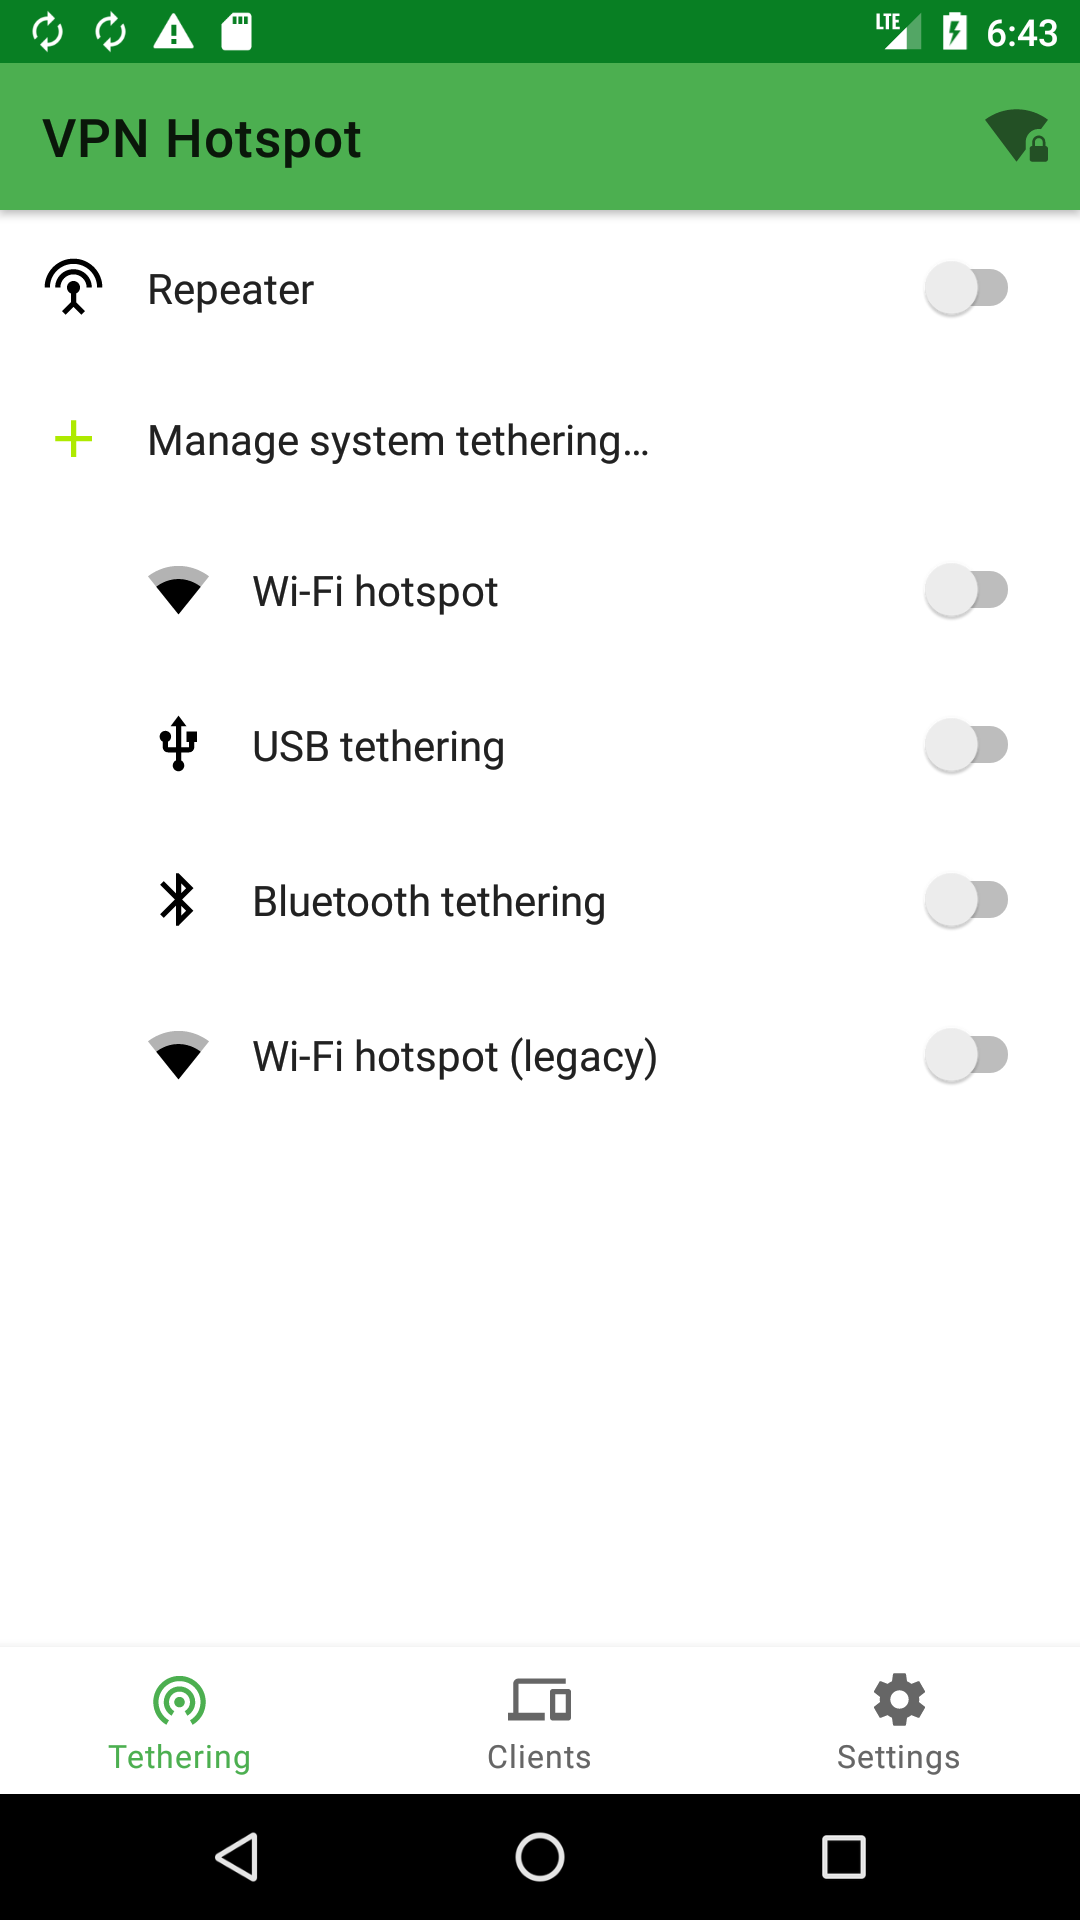 LTE 6:43
VPN Hotspot
Repeater
Manage system tethering…
Wi-Fi hotspot
USB tethering
Bluetooth tethering
Wi-Fi hotspot (legacy)
Tethering Clients Settings